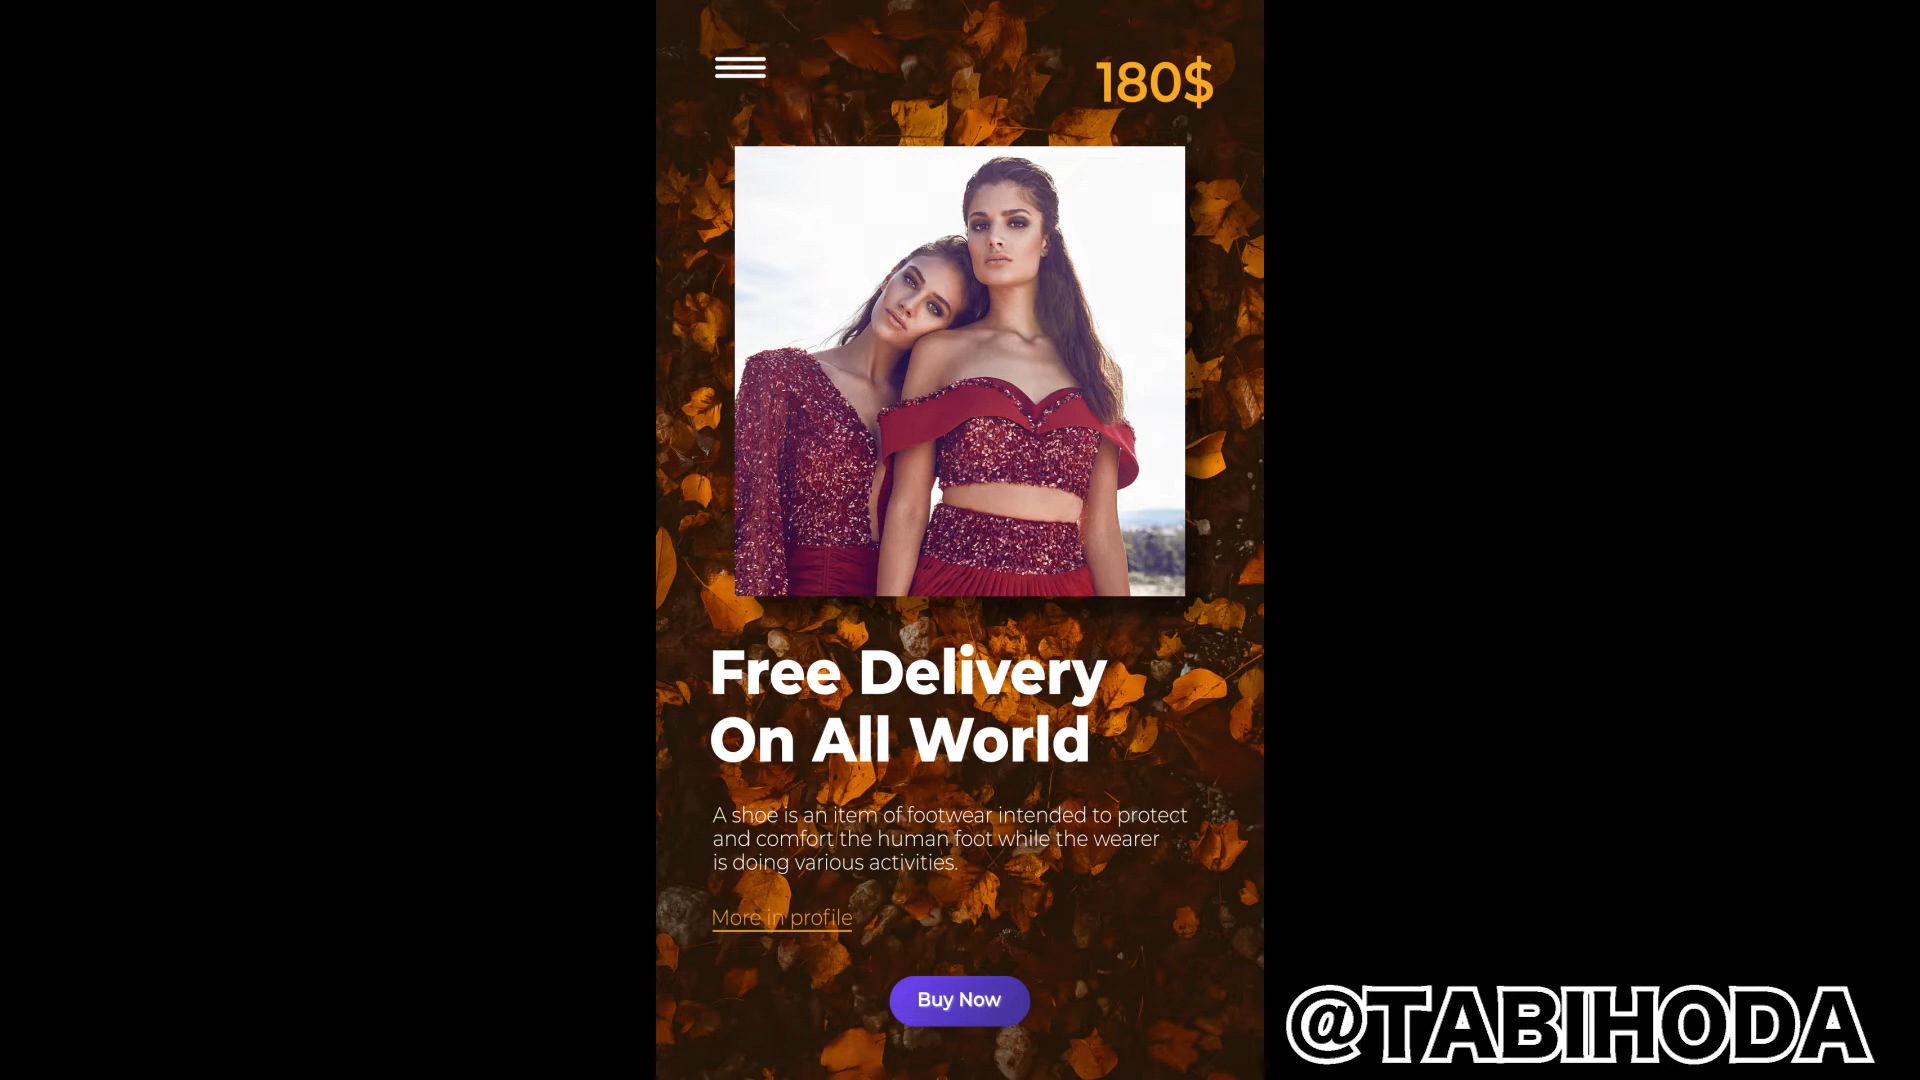 180$
Free Delivery
On All World
A shoe is an item of footwear intended to protect
and comfort the human foot while the wearer
is doing various activities.
More in profile
Buy Now
@TABIHODA